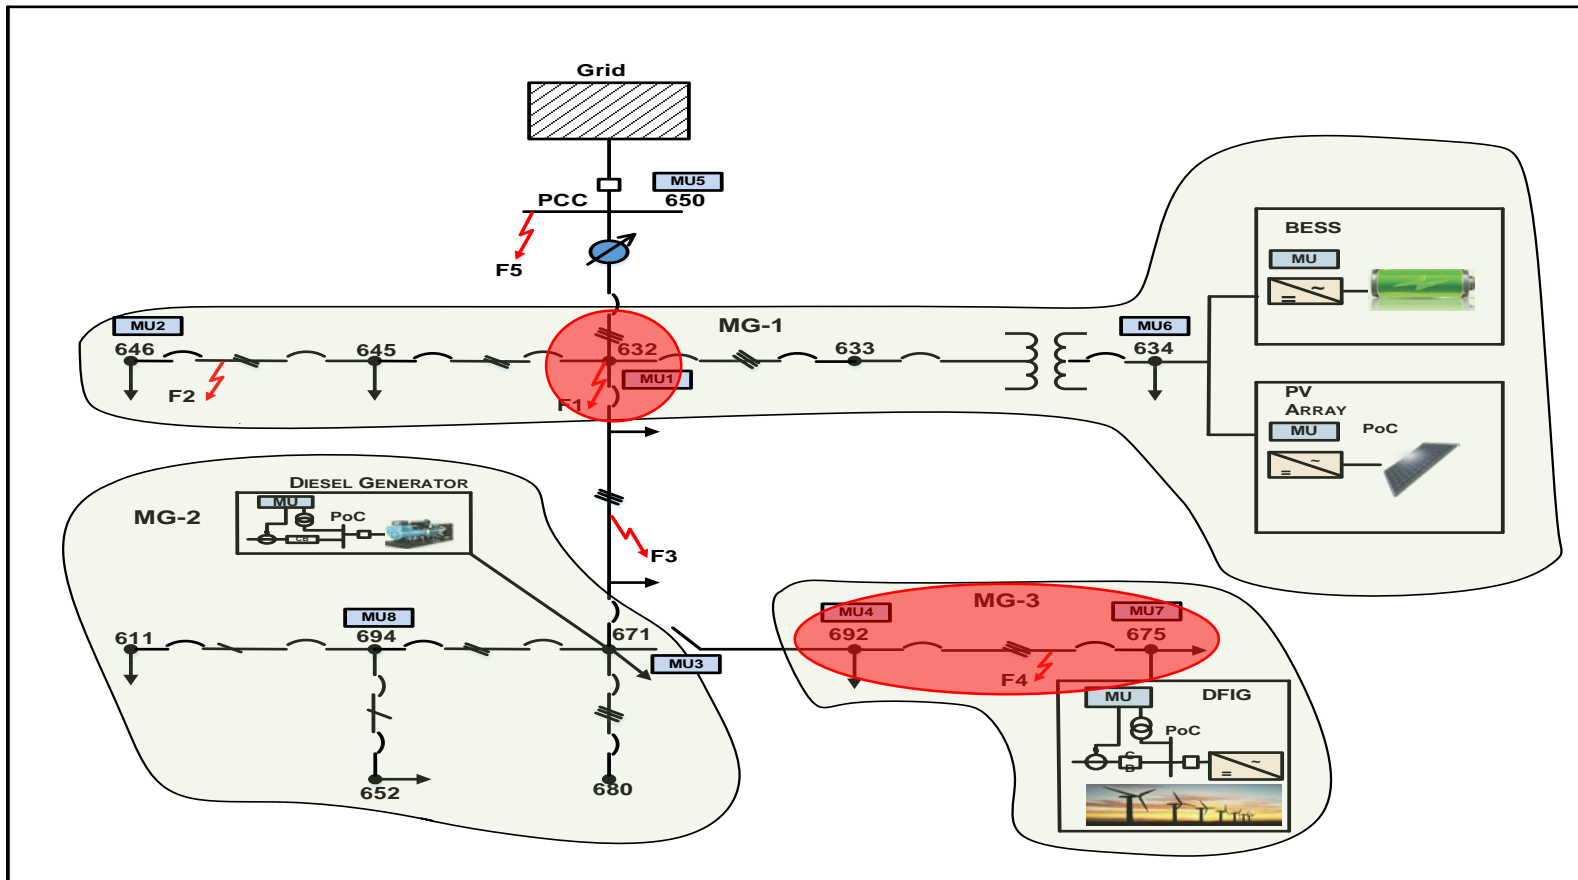 Grid
MU5
PCC
650
F5
BESS
MU
MU2
MG-1
MU6
646
645
632
633
634
MU1
F2
F1
PV
ARRAY
MU
PoC
DIESEL GENERATOR
MU
PoC
CB
MG-2
F3
MG-3
MU8
MU4
MU7
611
694
671
692
675
MU3
F4
MU
DFIG
PoC
C
B
652
680